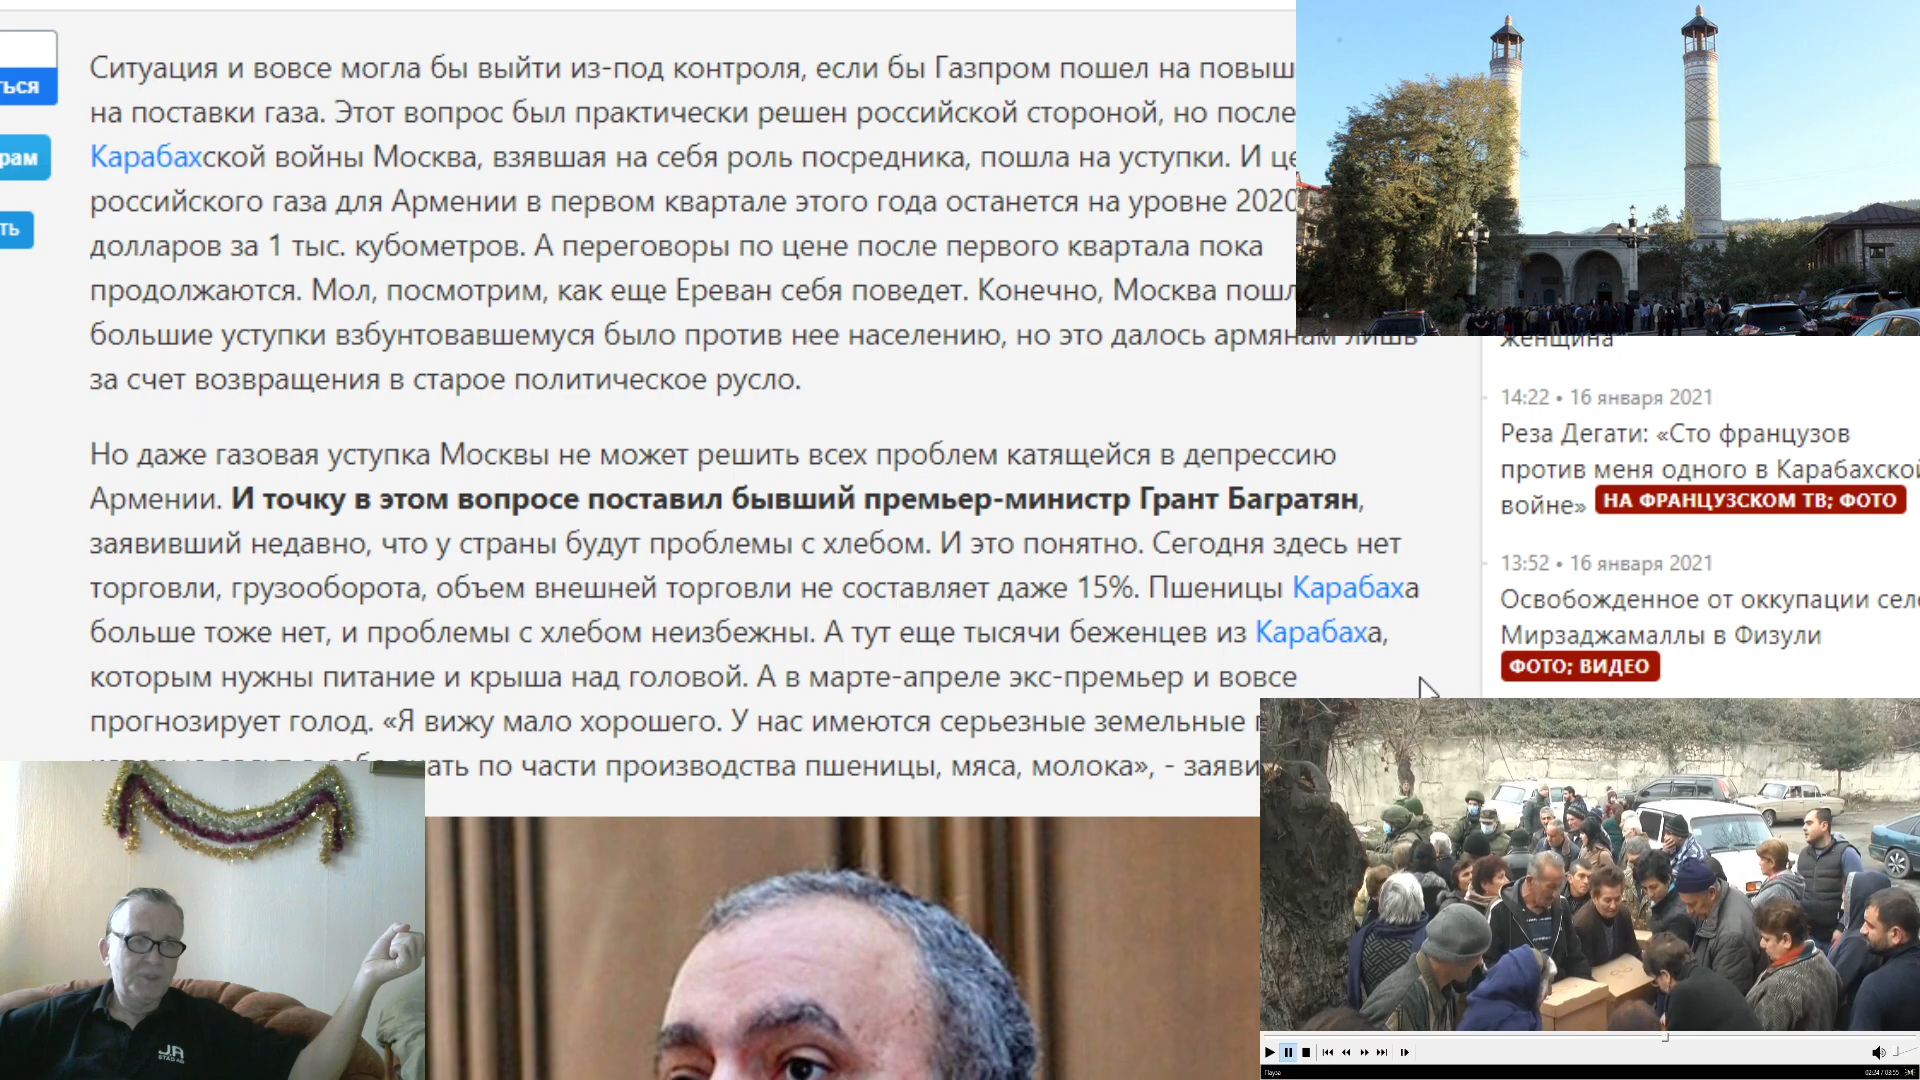 ться
рам
ть
Ситуация и вовсе могла бы выйти из-под контроля, если бы Газпром пошел на повыш
на поставки газа. Этот вопрос был практически решен российской стороной, но после
Карабахской войны Москва, взявшая на себя роль посредника, пошла на уступки. И це
российского газа для Армении в первом квартале этого года останется на уровне 2020
долларов за 1 тыс. кубометров. А переговоры по цене после первого квартала пока
продолжаются. Мол, посмотрим, как еще Ереван себя поведет. Конечно, Москва пошл
большие уступки взбунтовавшемуся было против нее населению, но это далось армянам лишь
за счет возвращения в старое политическое русло.
Но даже газовая уступка Москвы не может решить всех проблем катящейся в депрессию
Армении. И точку в этом вопросе поставил бывший премьер-министр Грант Багратян,
заявивший недавно, что у страны будут проблемы с хлебом. И это понятно. Сегодня здесь нет
торговли, грузооборота, объем внешней торговли не составляет даже 15%. Пшеницы Карабаха
больше тоже нет, и проблемы с хлебом неизбежны. А тут еще тысячи беженцев из Карабаха,
которым нужны питание и крыша над головой. А в марте-апреле экс-премьер и вовсе
прогнозирует голод. «Я вижу мало хорошего. У нас имеются серьезные земельные
ать по части производства пшеницы, мяса, молока», - заяви
женщина
14:22 • 16 января 2021
Реза Дегати: «Сто французов
против меня одного в Карабахской
войне» НА ФРАНЦУЗСКОМ ТВ; ФОТО
13:52 • 16 января 2021
Освобожденное от оккупации сел
Мирзаджамаллы в Физули
ФОТО; ВИДЕО
J.A
Пауза
02:24 / 03:55